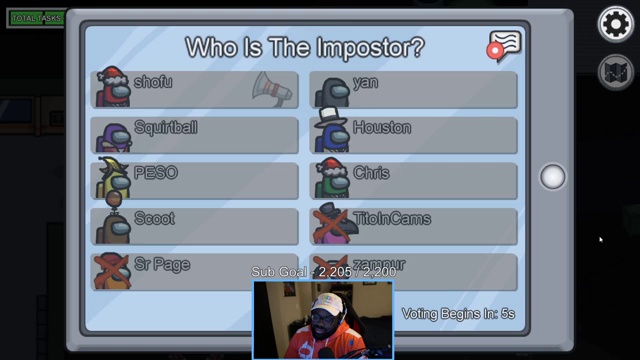 TOTAL TASKS
Who Is The Impostor?
shofu
yan
Squirtball
Houston
PESO
Chris
Scoot
TitoInCams
Sr Page
zampur
Sub Goal - 2,205 / 2,200
Voting Begins In: 5s